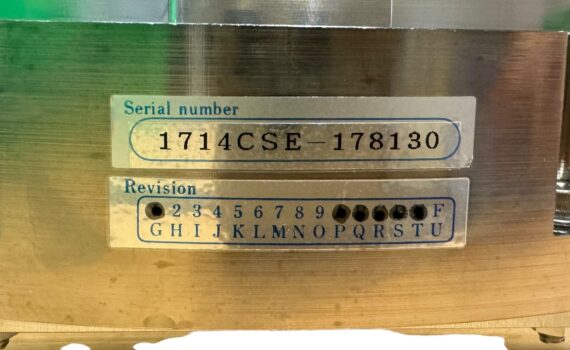 Serial number
1714CSE-178130
Revision
2 3 4 5 6 7 8 9 F
G H I J K L M N O P Q R S T U